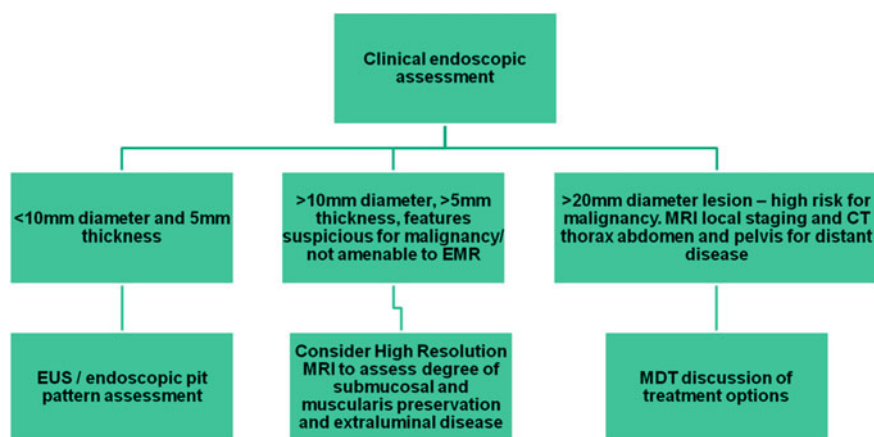 Clinical endoscopic
assessment
<10mm diameter and 5mm
thickness
>10mm diameter, >5mm
thickness, features
suspicious for malignancy/
not amenable to EMR
>20mm diameter lesion – high risk for
malignancy. MRI local staging and CT
thorax abdomen and pelvis for distant
disease
EUS / endoscopic pit
pattern assessment
Consider High Resolution
MRI to assess degree of
submucosal and
muscularis preservation
and extraluminal disease
MDT discussion of
treatment options